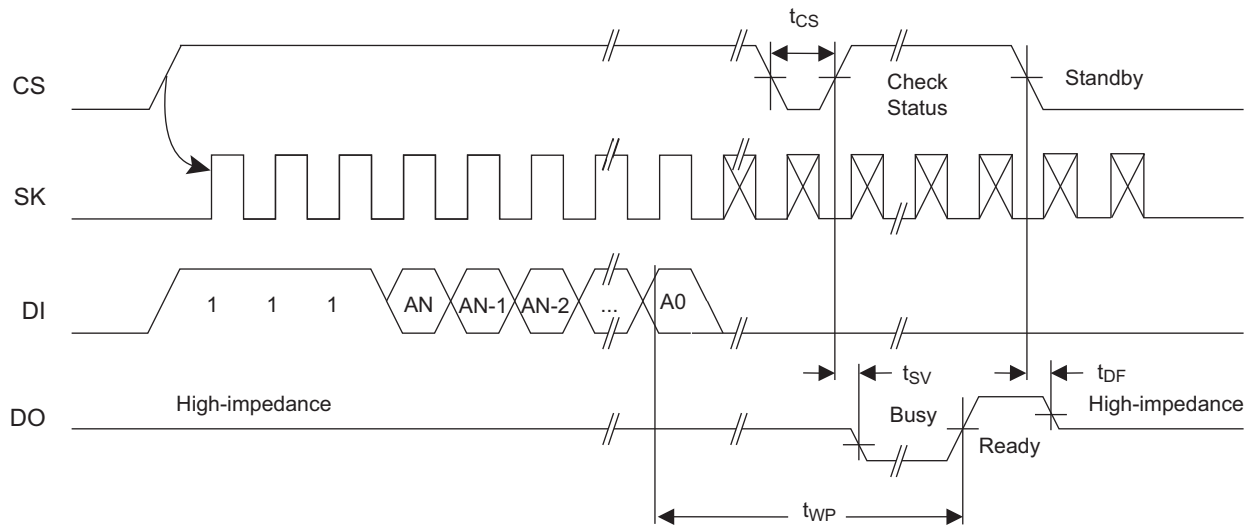 tCS
CS
Check
Status
Standby
SK
DI
1 1 1 AN AN-1 AN-2 ... A0
tSV
tDF
DO
High-impedance
Busy
Ready
High-impedance
tWP